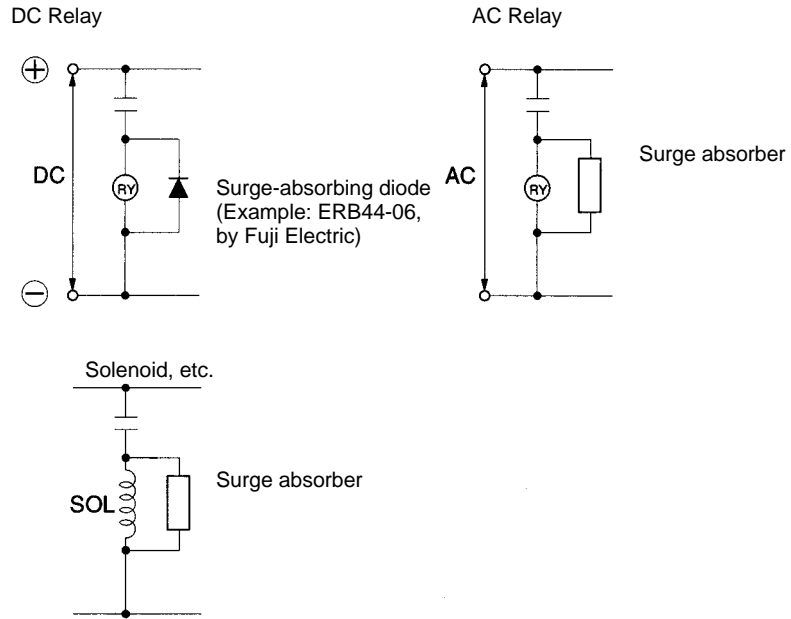 DC Relay
AC Relay
DC
RY
Surge-absorbing diode
(Example: ERB44-06,
by Fuji Electric)
AC
RY
Surge absorber
Solenoid, etc.
SOL
Surge absorber